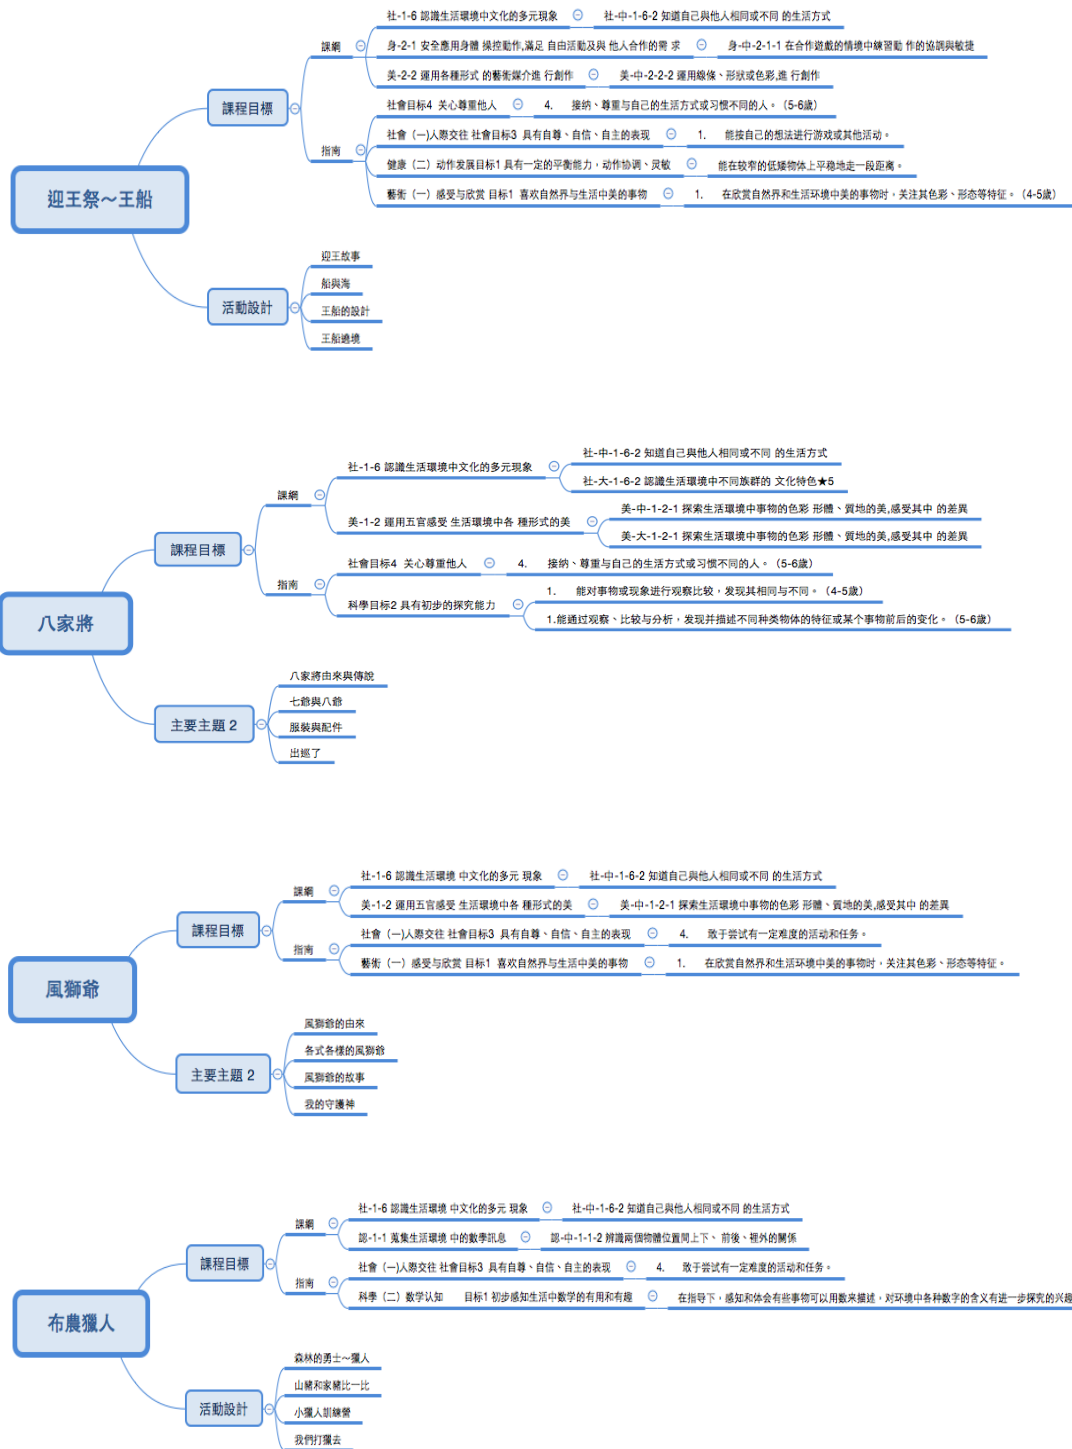 迎王祭～王船
課程目標
課綱
社-1-6 認識生活環境中文化的多元現象
社-中-1-6-2 知道自己與他人相同或不同 的生活方式
身-2-1 安全應用身體 操控動作,滿足 自由活動及與 他人合作的需 求
身-中-2-1-1 在合作遊戲的情境中練習動 作的協調與敏捷
美-2-2 運用各種形式 的藝術媒介進 行創作
美-中-2-2-2 運用線條、形狀或色彩,進 行創作
指南
社會目标4 关心尊重他人
4. 接纳、尊重与自己的生活方式或习惯不同的人。（5-6歲）
社會（一)人際交往 社會目標3 具有自尊、自信、自主的表现
1. 能按自己的想法进行游戏或其他活动。
健康（二）动作发展目标1 具有一定的平衡能力，动作协调、灵敏
能在较窄的低矮物体上平稳地走一段距离。
藝術（一）感受与欣赏 目标1 喜欢自然界与生活中美的事物
1. 在欣赏自然界和生活环境中美的事物时，关注其色彩、形态等特征。（4-5歲）
活動設計
迎王故事
船與海
王船的設計
王船遶境
八家將
課程目標
課綱
社-1-6 認識生活環境中文化的多元現象
社-中-1-6-2 知道自己與他人相同或不同 的生活方式
社-大-1-6-2 認識生活環境中不同族群的 文化特色★5
美-1-2 運用五官感受 生活環境中各 種形式的美
美-中-1-2-1 探索生活環境中事物的色彩 形體、質地的美,感受其中 的差異
美-大-1-2-1 探索生活環境中事物的色彩 形體、質地的美,感受其中 的差異
指南
社會目标4 关心尊重他人
4. 接纳、尊重与自己的生活方式或习惯不同的人。（5-6歲）
科學目标2 具有初步的探究能力
1. 能对事物或现象进行观察比较，发现其相同与不同。（4-5歲）
1.能通过观察、比较与分析，发现并描述不同种类物体的特征或某个事物前后的变化。（5-6歲）
主要主題 2
八家將由來與傳說
七爺與八爺
服裝與配件
出巡了
風獅爺
課程目標
課綱
社-1-6 認識生活環境 中文化的多元 現象
社-中-1-6-2 知道自己與他人相同或不同 的生活方式
美-1-2 運用五官感受 生活環境中各 種形式的美
美-中-1-2-1 探索生活環境中事物的色彩 形體、質地的美,感受其中 的差異
指南
社會（一)人際交往 社會目標3 具有自尊、自信、自主的表现
4. 敢于尝试有一定难度的活动和任务。
藝術（一）感受与欣赏 目标1 喜欢自然界与生活中美的事物
1. 在欣赏自然界和生活环境中美的事物时，关注其色彩、形态等特征。
主要主題 2
風獅爺的由來
各式各樣的風獅爺
風獅爺的故事
我的守護神
布農獵人
課程目標
課綱
社-1-6 認識生活環境 中文化的多元 現象
社-中-1-6-2 知道自己與他人相同或不同 的生活方式
認-1-1 蒐集生活環境 中的數學訊息
認-中-1-1-2 辨識兩個物體位置間上下、 前後、裡外的關係
指南
社會（一)人際交往 社會目標3 具有自尊、自信、自主的表现
4. 敢于尝试有一定难度的活动和任务。
科學（二）数学认知 目标1 初步感知生活中数学的有用和有趣
在指导下，感知和体会有些事物可以用数来描述，对环境中各种数字的含义有进一步探究的兴趣
活動設計
森林的勇士～獵人
山豬和家豬比一比
小獵人訓練營
我們打獵去